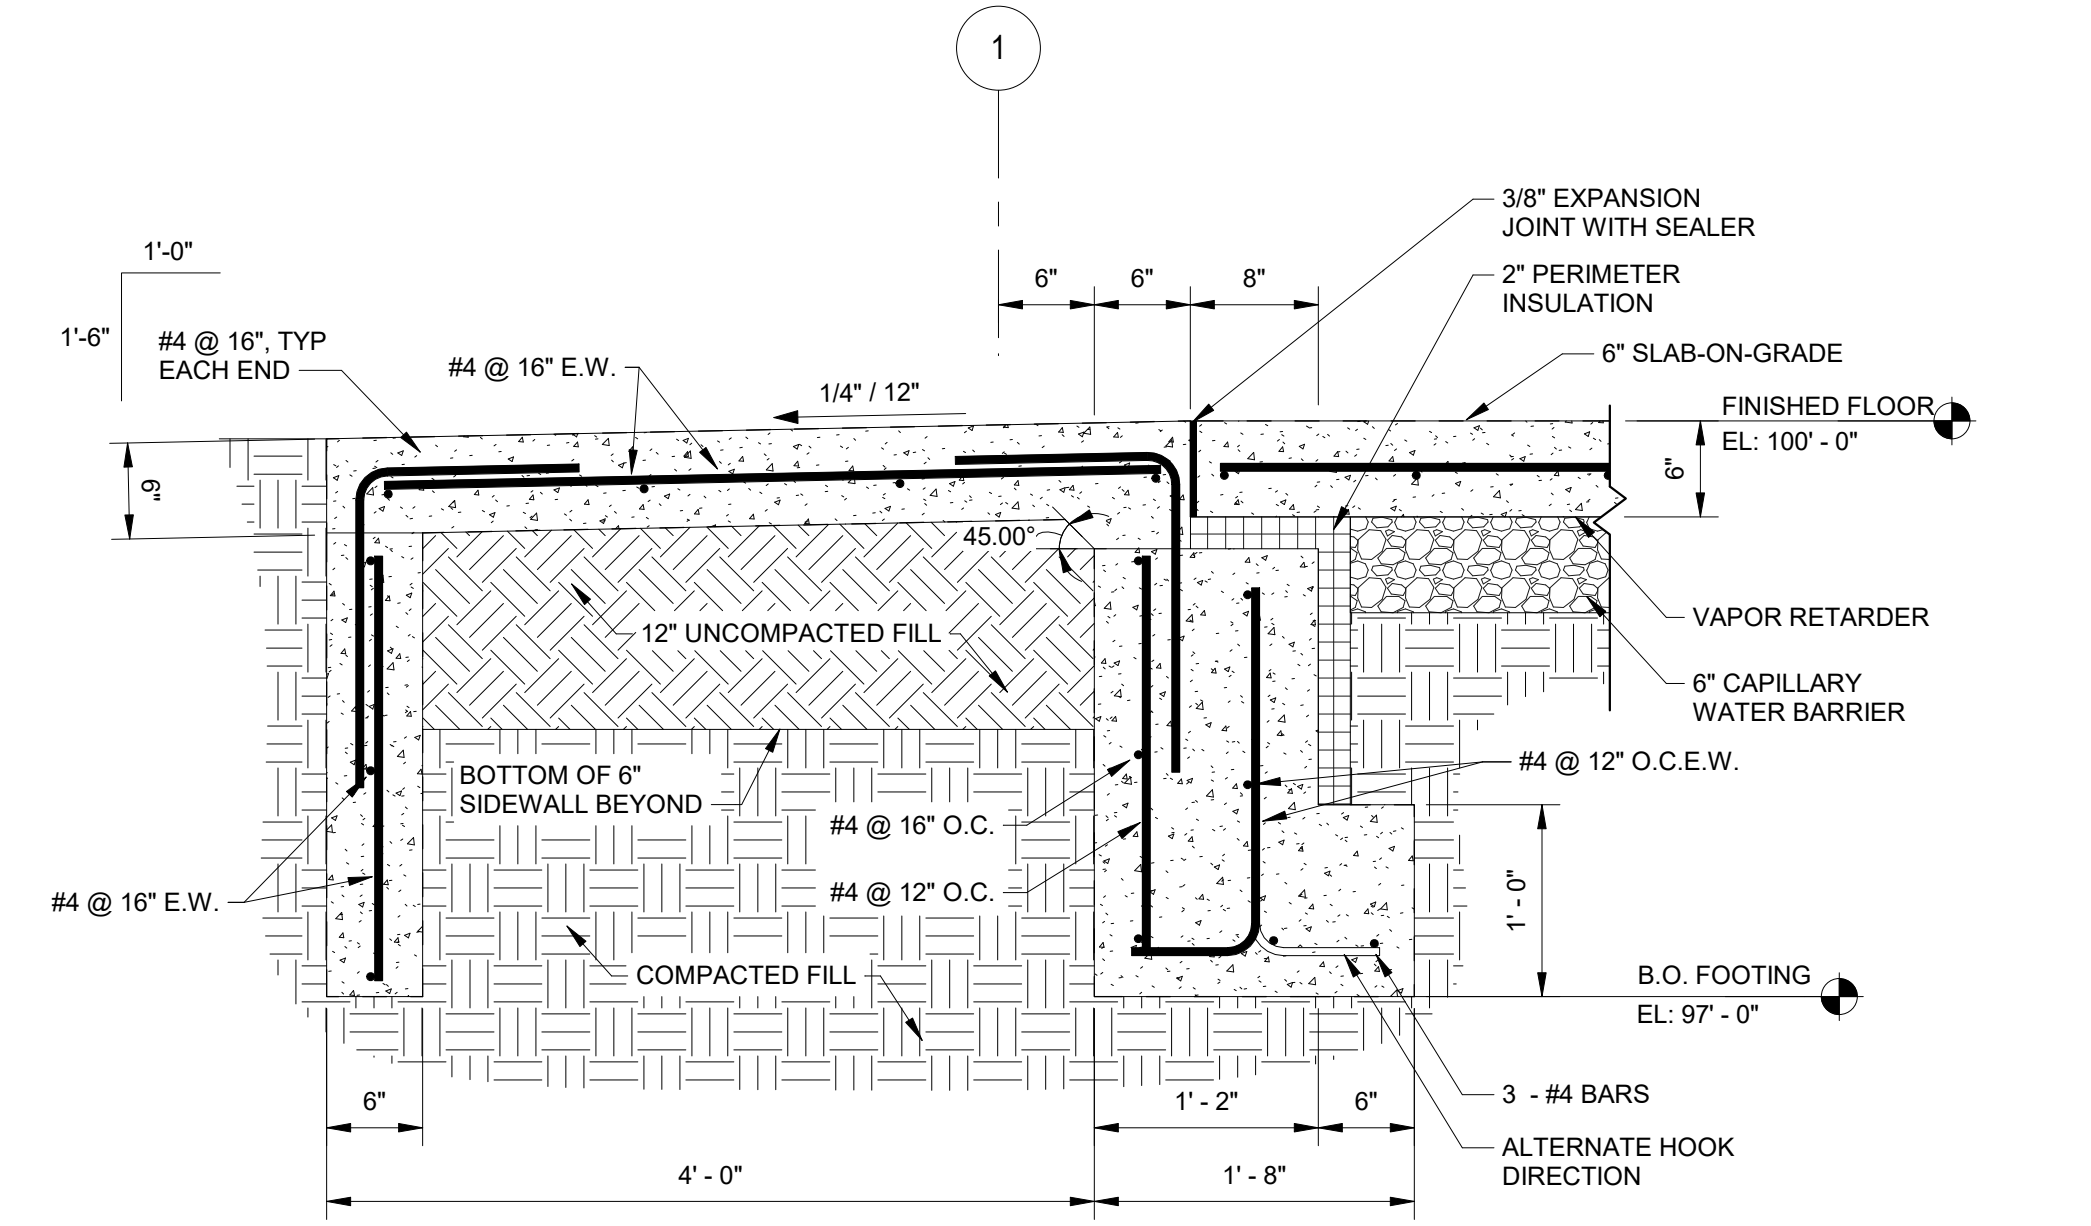 1
3/8" EXPANSION
JOINT WITH SEALER
1'-0"
6"
6"
8"
2" PERIMETER
INSULATION
1'-6"
#4 @ 16", TYP
EACH END
#4 @ 16" E.W.
6" SLAB-ON-GRADE
1/4" / 12"
FINISHED FLOOR
EL: 100' - 0"
6"
6"
45.00°
12" UNCOMPACTED FILL
VAPOR RETARDER
6" CAPILLARY
WATER BARRIER
BOTTOM OF 6"
SIDEWALL BEYOND
#4 @ 12" O.C.E.W.
#4 @ 16" O.C.
#4 @ 12" O.C.
#4 @ 16" E.W.
1' - 0"
COMPACTED FILL
B.O. FOOTING
EL: 97' - 0"
6"
1' - 2"
6"
3 - #4 BARS
ALTERNATE HOOK
DIRECTION
4' - 0"
1' - 8"